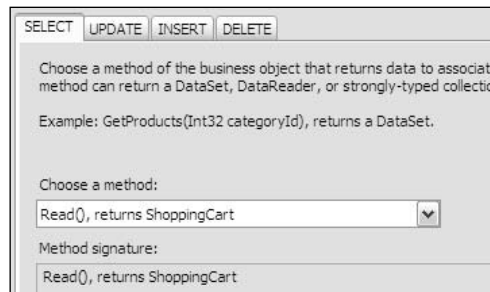 SELECT UPDATE INSERT DELETE
Choose a method of the business object that returns data to associat
method can return a DataSet, DataReader, or strongly-typed collectio
Example: GetProducts(Int32 categoryId), returns a DataSet.
Choose a method:
Read(), returns ShoppingCart
Method signature:
Read(), returns ShoppingCart